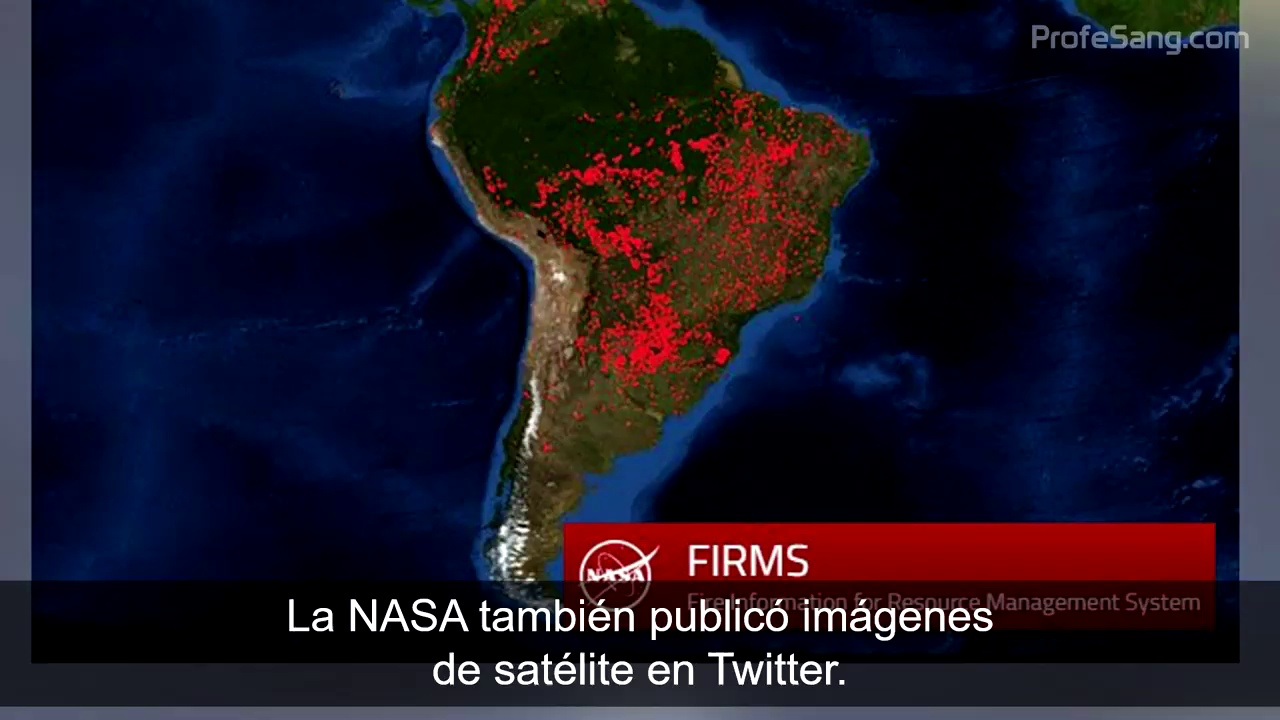 ProfeSang.com
NASA
FIRMS
Fire Information for Resource Management System
La NASA también publicó imágenes
de satélite en Twitter.